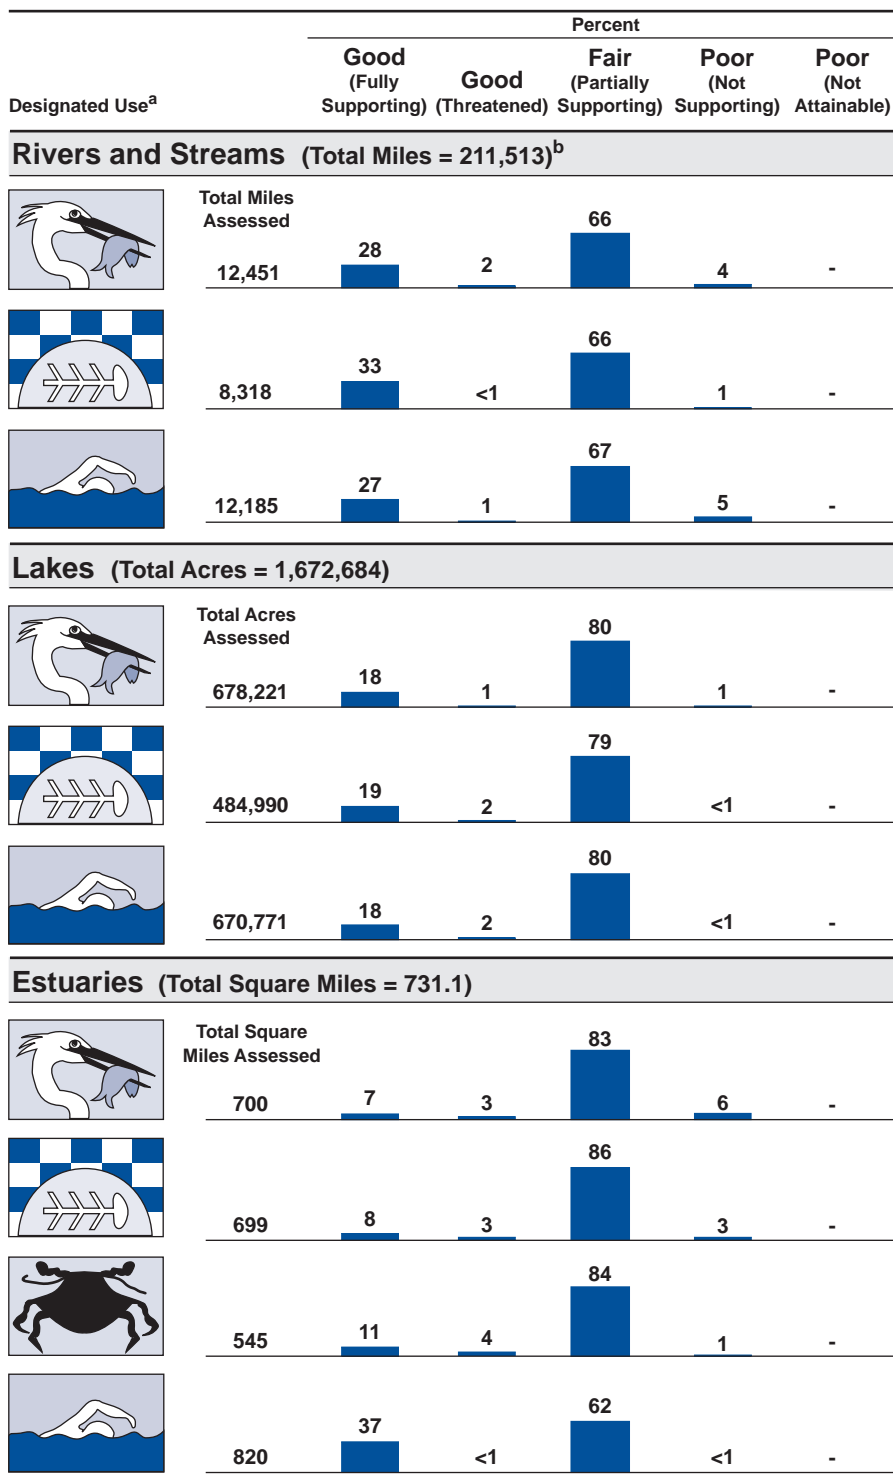 Percent
Designated Useᵃ
Good (Fully Supporting)
Good (Threatened)
Fair (Partially Supporting)
Poor (Not Supporting)
Poor (Not Attainable)
Rivers and Streams (Total Miles = 211,513)ᵇ
Total Miles Assessed
12,451 28 2 66 4 -
8,318 33 <1 66 1 -
12,185 27 1 67 5 -
Lakes (Total Acres = 1,672,684)
Total Acres Assessed
678,221 18 1 80 1 -
484,990 19 2 79 <1 -
670,771 18 2 80 <1 -
Estuaries (Total Square Miles = 731.1)
Total Square Miles Assessed
700 7 3 83 6 -
699 8 3 86 3 -
545 11 4 84 1 -
820 37 <1 62 <1 -